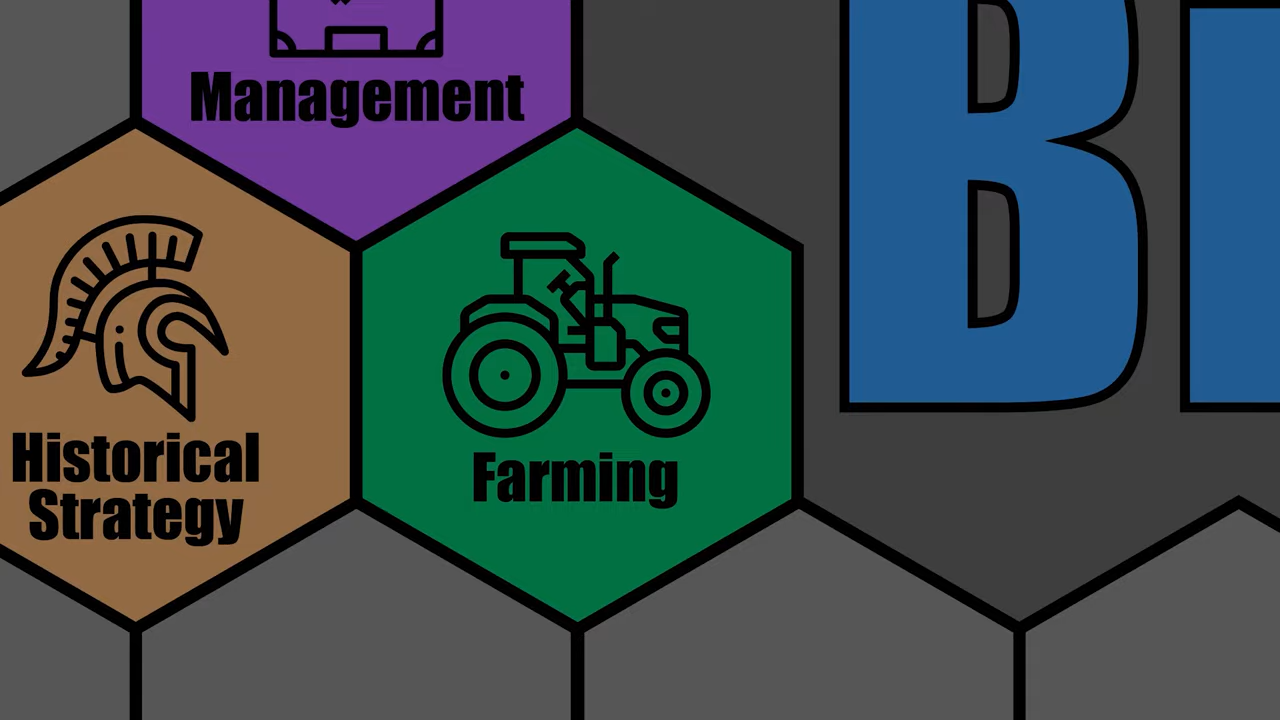 Management
Historical
Strategy
Farming
B